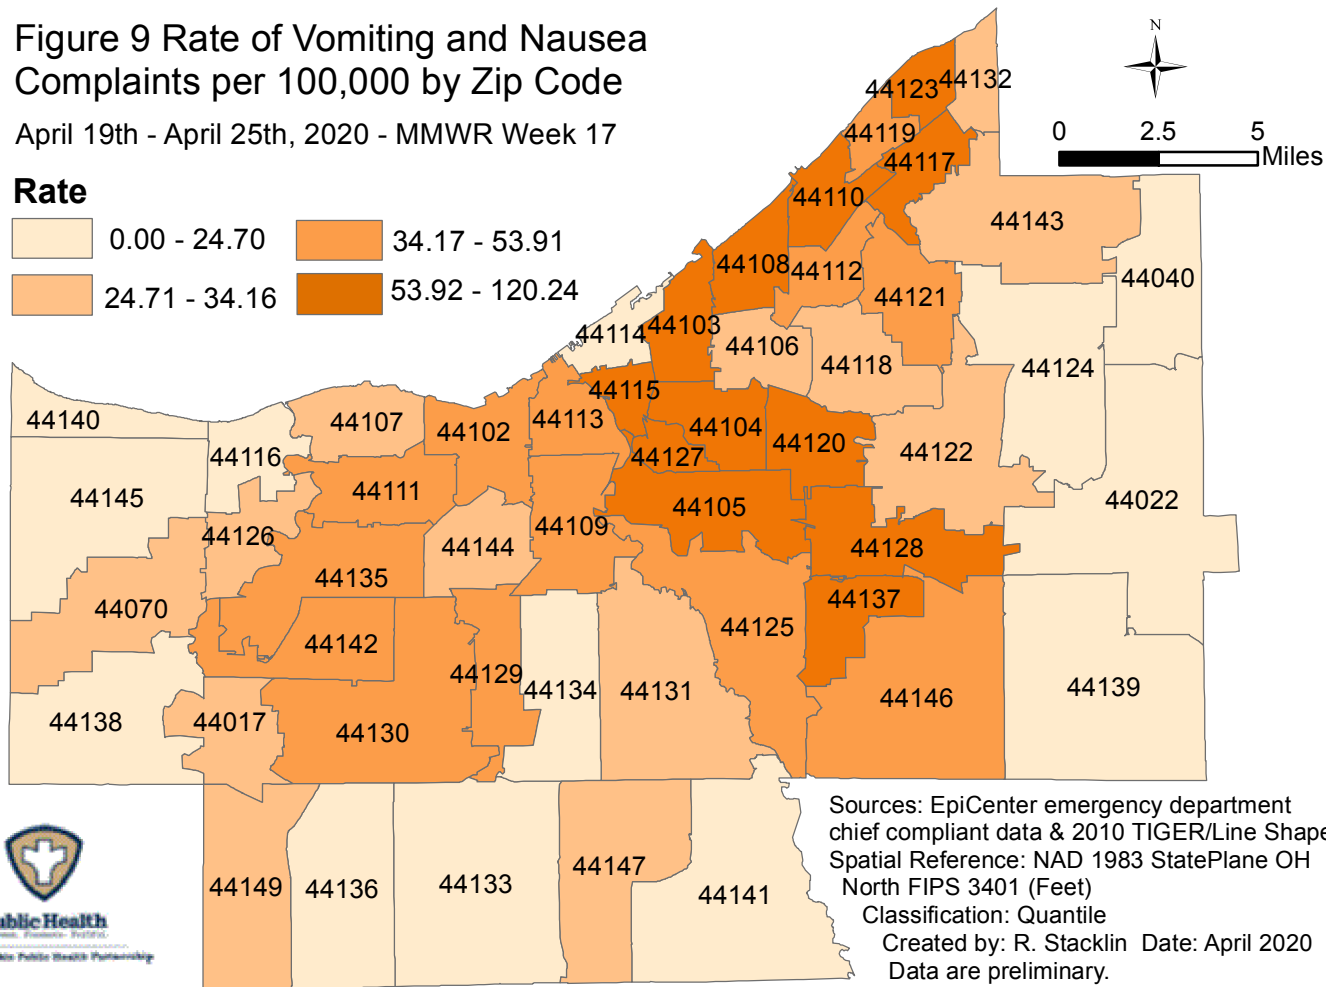 Figure 9 Rate of Vomiting and Nausea
Complaints per 100,000 by Zip Code
April 19th - April 25th, 2020 - MMWR Week 17
Rate
0.00 - 24.70
34.17 - 53.91
24.71 - 34.16
53.92 - 120.24
N
0 2.5 5
Miles
44123
44132
44119
44117
44110
44143
44108
44112
44040
44121
44114
44103
44106
44118
44124
44115
44140
44107
44102
44113
44104
44120
44116
44127
44122
44145
44111
44105
44022
44126
44109
44144
44128
44135
44070
44137
44125
44142
44129
44134
44131
44146
44139
44138
44017
44130
44149
44136
44133
44147
44141
Sources: EpiCenter emergency department
chief compliant data & 2010 TIGER/Line Shape
Spatial Reference: NAD 1983 StatePlane OH
North FIPS 3401 (Feet)
Classification: Quantile
Created by: R. Stacklin Date: April 2020
Data are preliminary.
ublic Health
Public Health Partnership